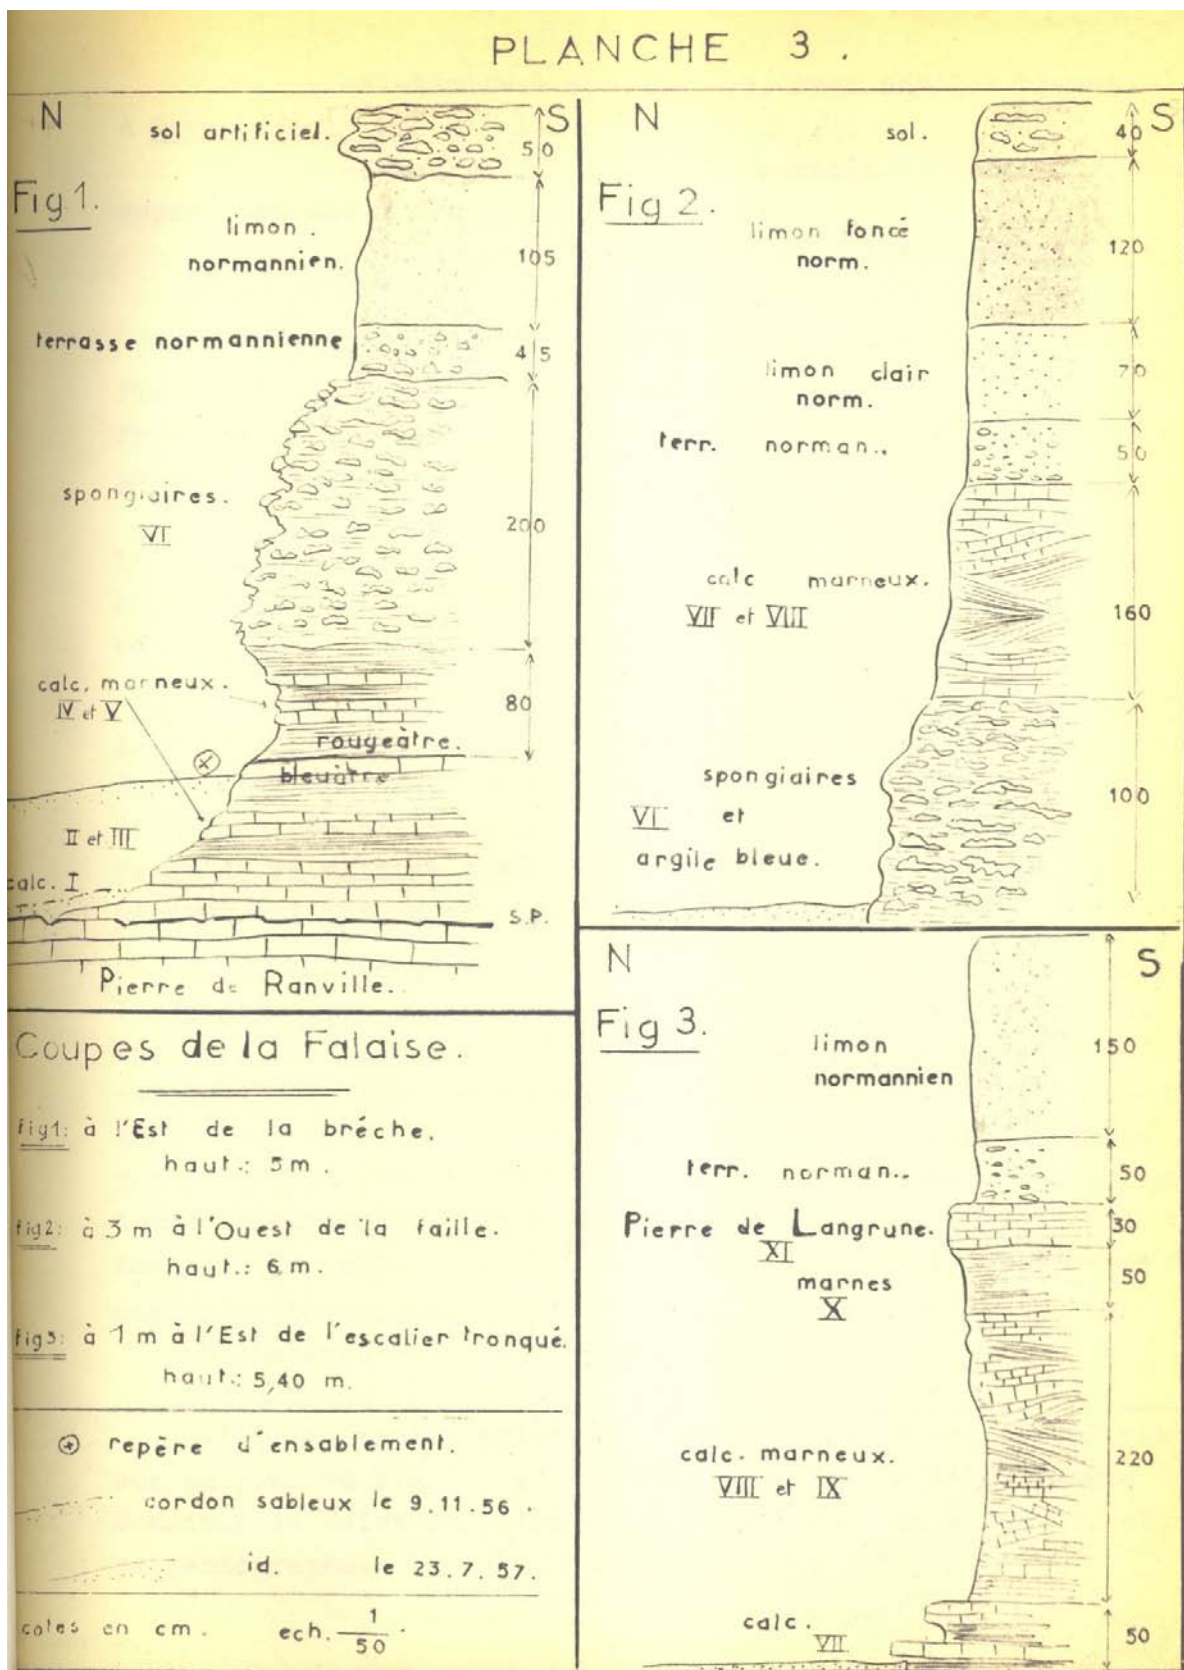 PLANCHE 3.
N
S
sol artificiel.
50
Fig 1.
limon.
normannien.
105
terrasse normannienne
45
spongiaires.
VI
200
calc. marneux.
IV et V
80
rougeâtre.
bleuâtre
II et III
calc. I
S.P.
Pierre de Ranville.
N
S
sol.
40
Fig 2.
limon foncé
norm.
120
limon clair
norm.
70
terr. norman..
50
calc marneux.
VII et VIII
160
spongiaires
VI et
argile bleue.
100
N
S
Fig 3.
limon
normannien
150
terr. norman..
50
Pierre de Langrune.
XI
30
marnes
X
50
calc. marneux.
VIII et IX
220
calc.
VII
50
Coupes de la Falaise.
fig1: à l'Est de la bréche.
haut.: 5m.
fig2: à 3 m à l'Ouest de la faille.
haut.: 6 m.
fig3: à 1 m à l'Est de l'escalier tronqué.
haut.: 5,40 m.
repère d'ensablement.
cordon sableux le 9.11.56.
id. le 23.7.57.
cotes en cm. ech. 1/50.